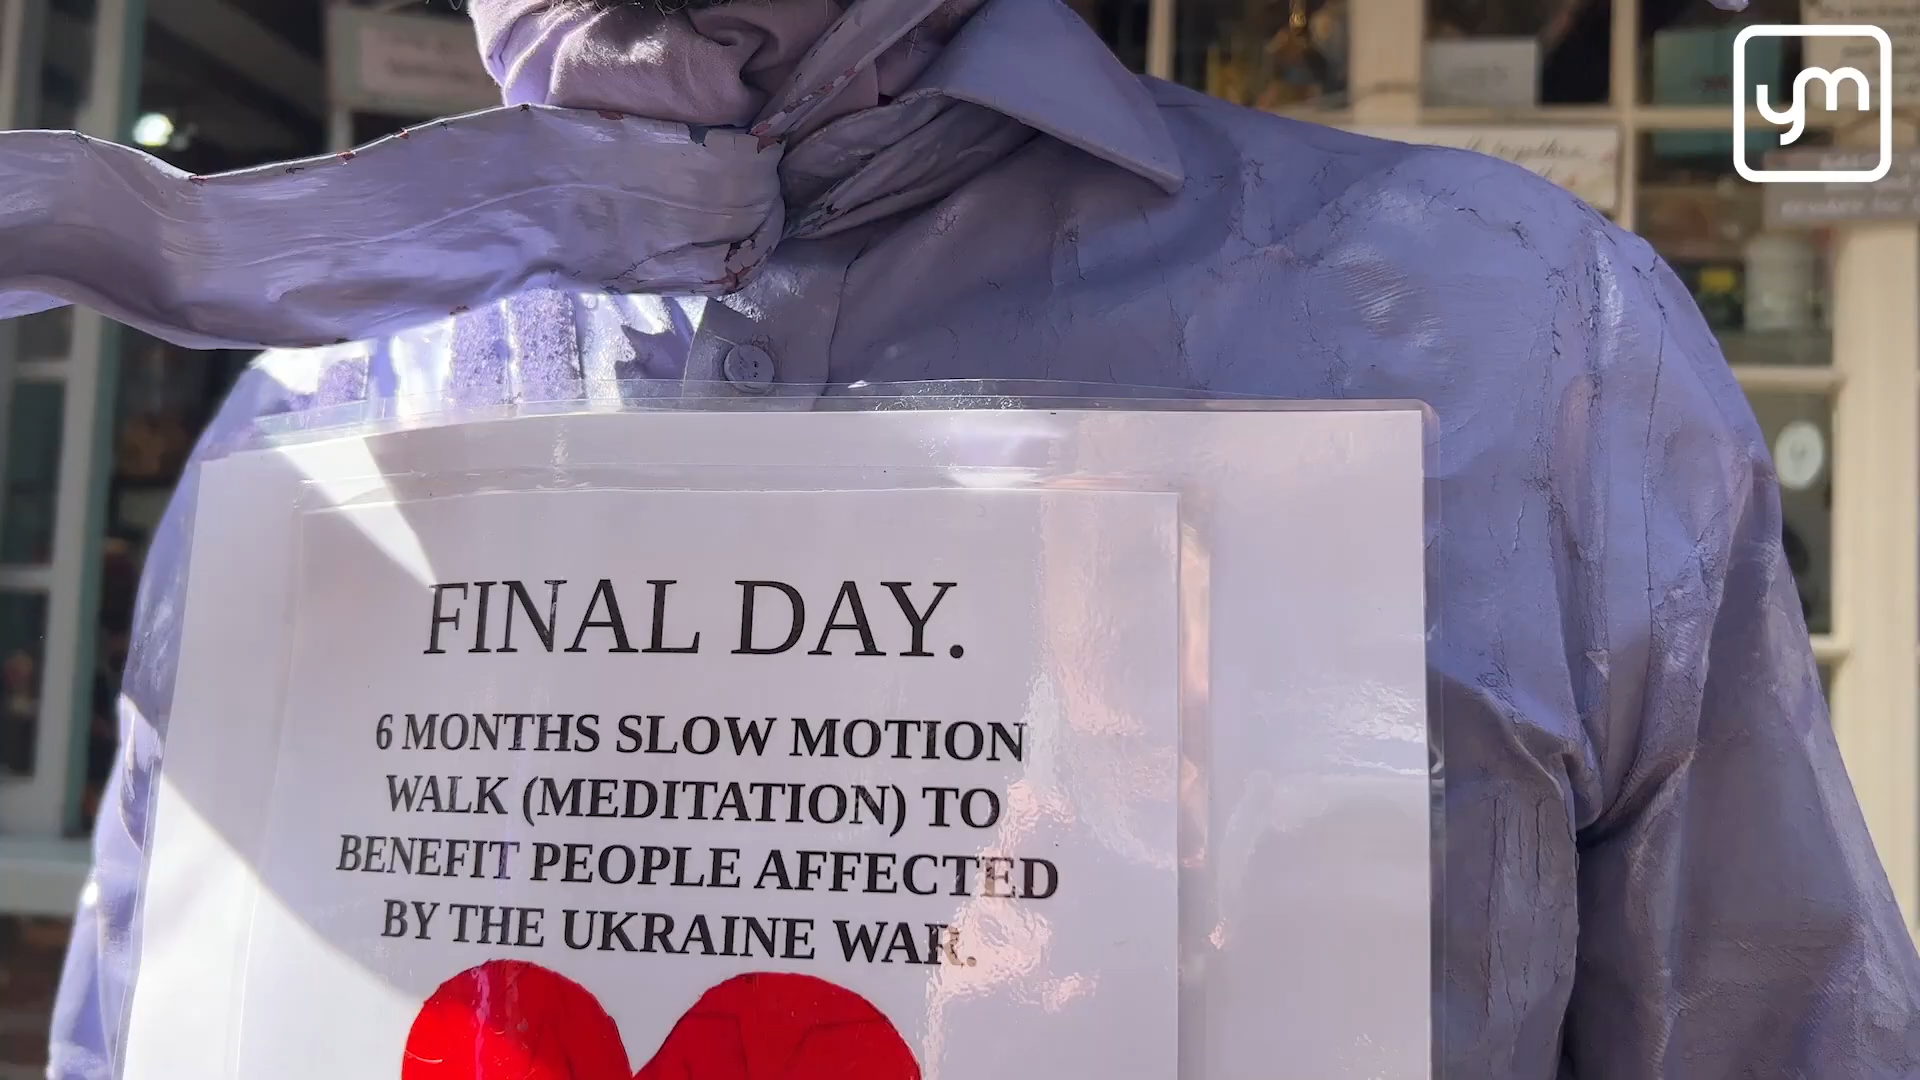 ym
FINAL DAY.
6 MONTHS SLOW MOTION
WALK (MEDITATION) TO
BENEFIT PEOPLE AFFECTED
BY THE UKRAINE WAR.